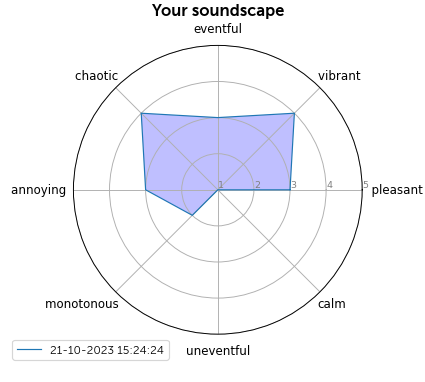 Your soundscape
eventful
chaotic
vibrant
annoying
1 2 3 4 5
pleasant
monotonous
calm
uneventful
21-10-2023 15:24:24